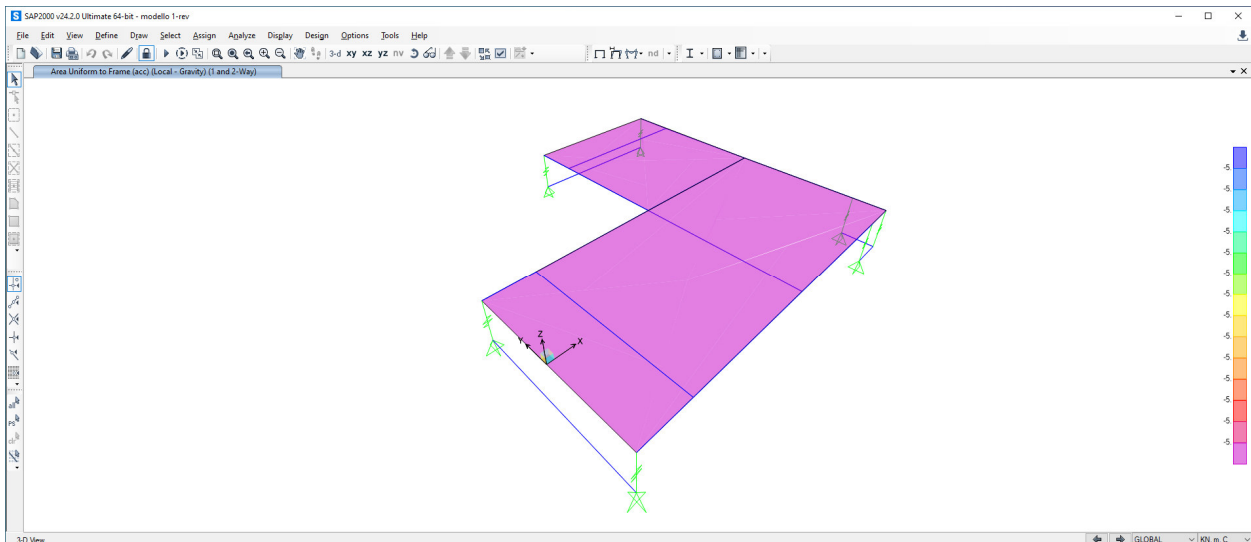 SAP2000 v24.2.0 Ultimate 64-bit - modello 1-rev
File Edit View Define Draw Select Assign Analyze Display Design Options Tools Help
3-d xy xz yz nv nd
Area Uniform to Frame (acc) (Local - Gravity) (1 and 2-Way)
-5.
-5.
-5.
-5.
-5.
-5.
-5.
-5.
-5.
-5.
-5.
-5.
-5.
-5.
Y Z X
all
PS
clr
3-D View
GLOBAL
KN, m, C